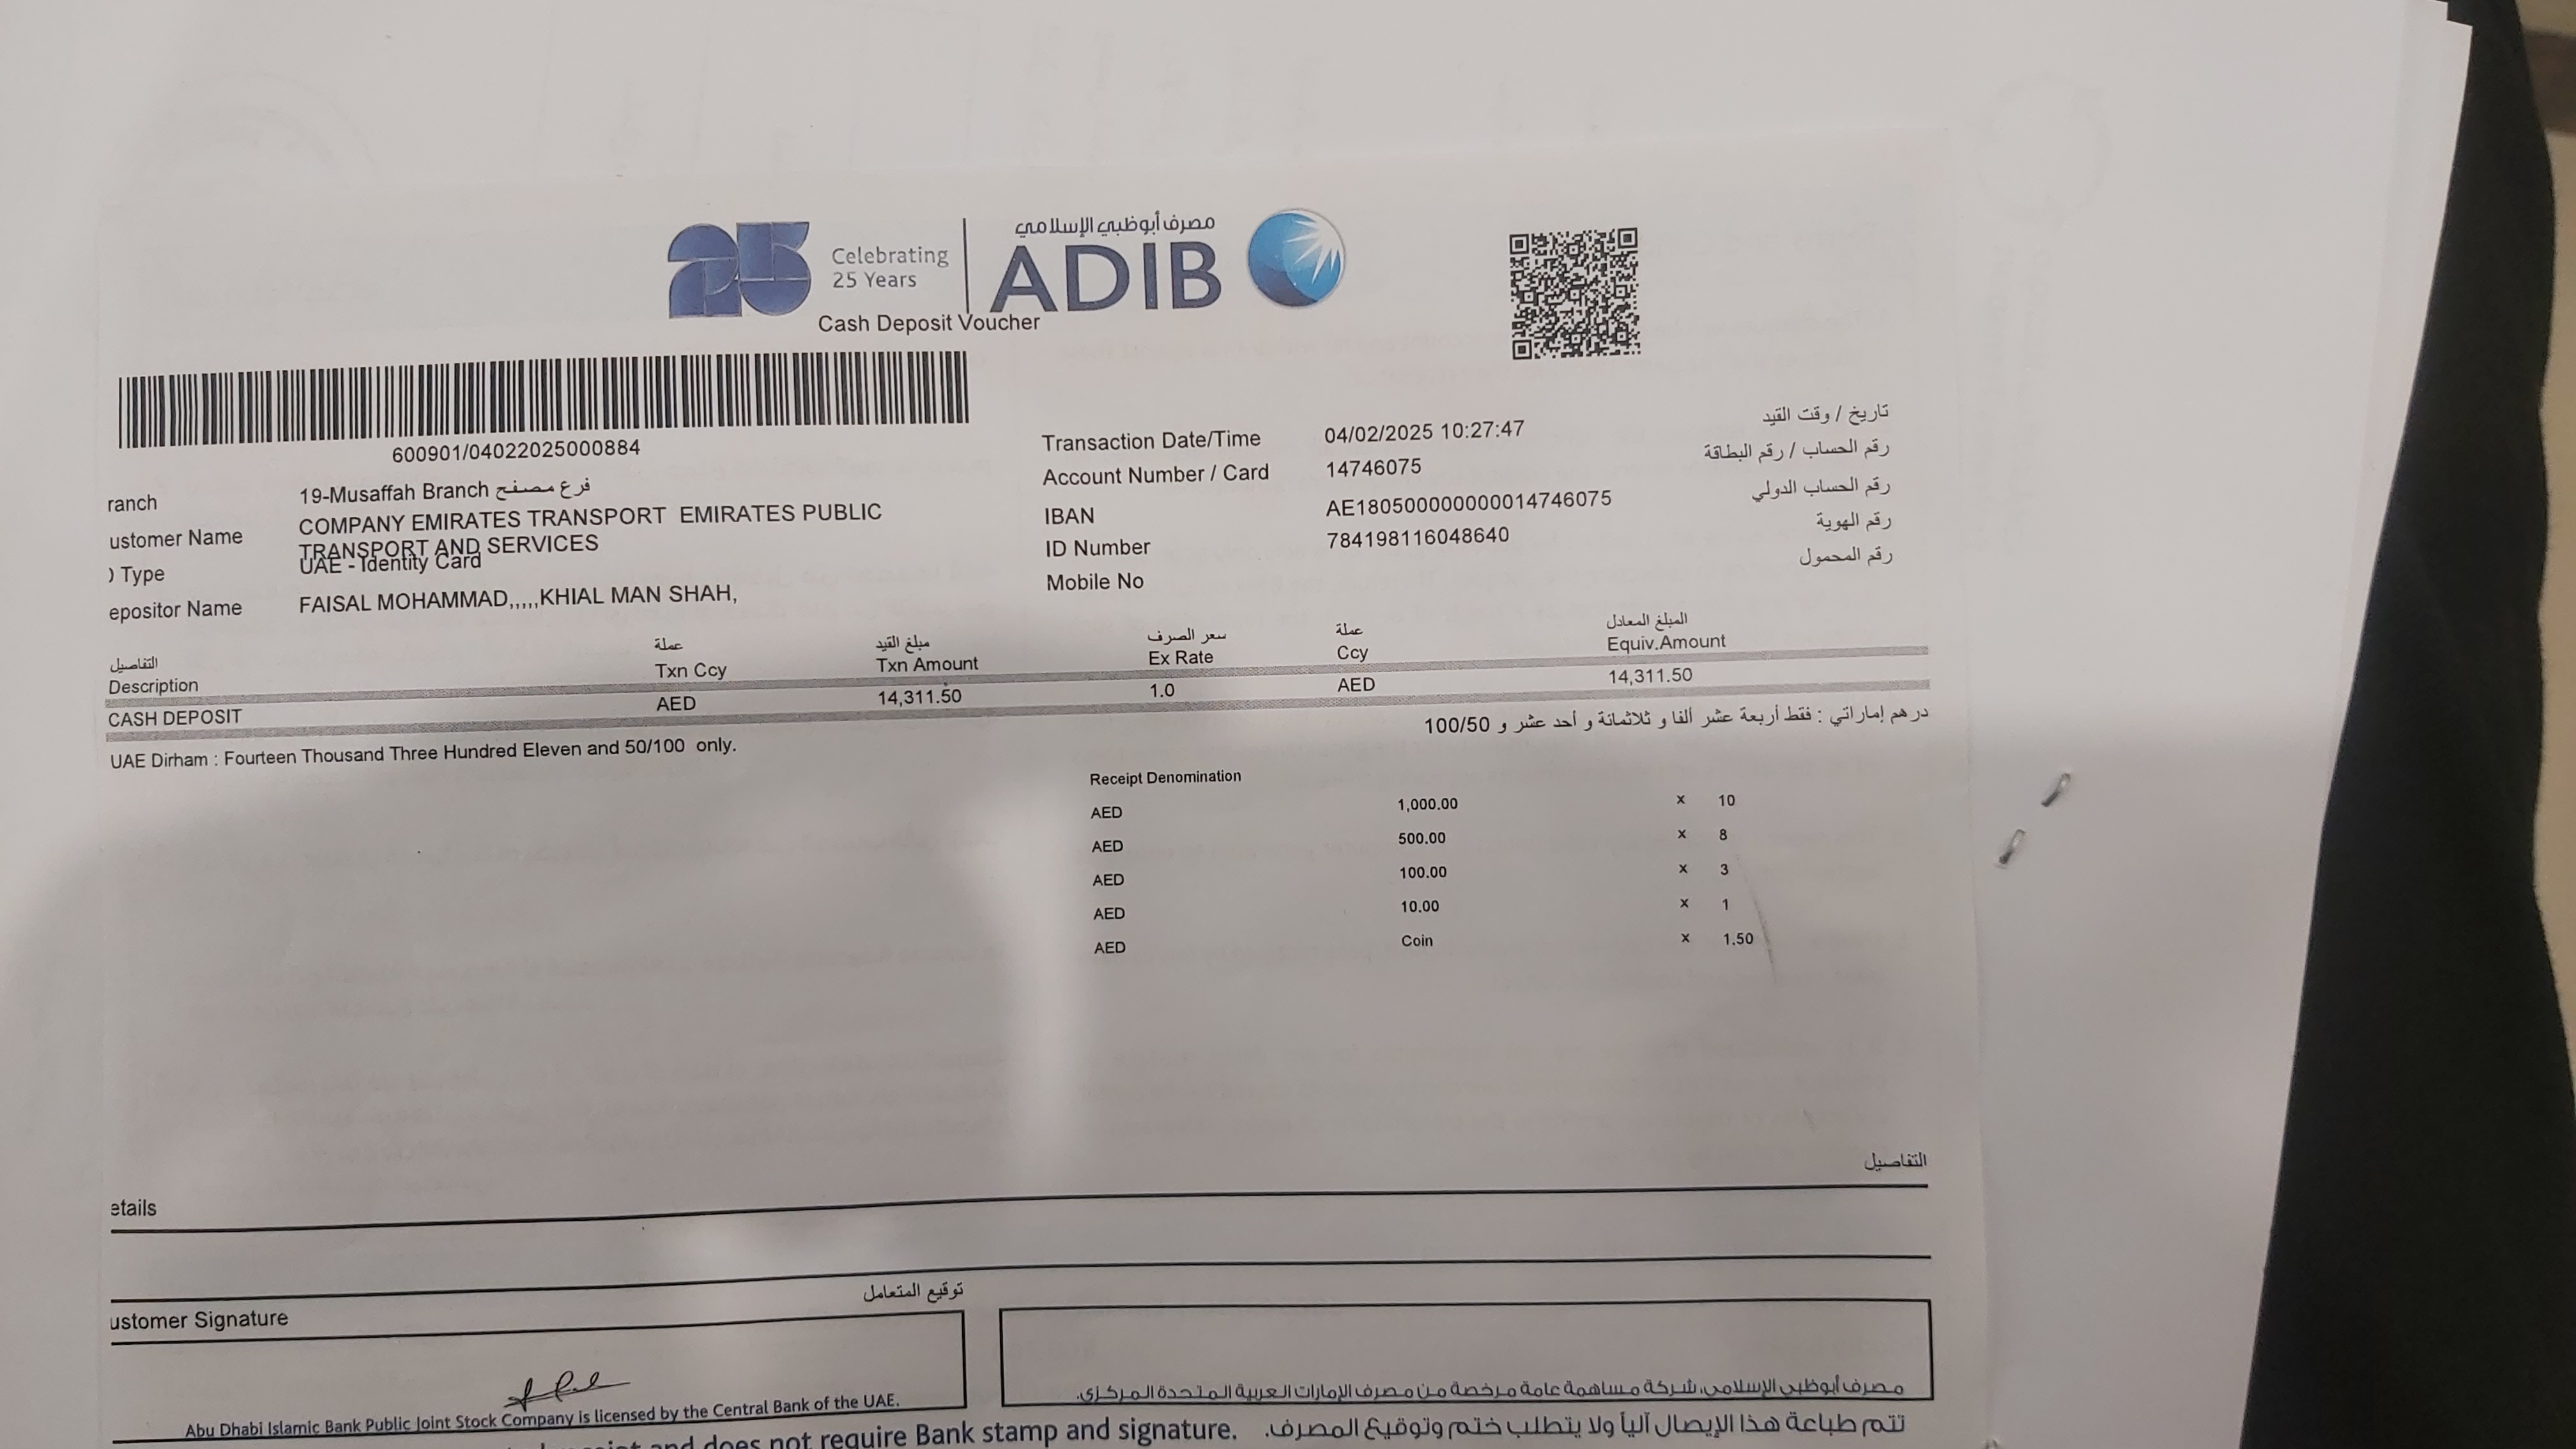 25 Celebrating 25 Years
مصرف أبوظبي الإسلامي
ADIB
Cash Deposit Voucher
600901/04022025000884
Transaction Date/Time 04/02/2025 10:27:47 تاريخ / وقت القيد
Account Number / Card 14746075 رقم الحساب / رقم البطاقة
ranch 19-Musaffah Branch فرع مصفح
IBAN AE180500000000014746075 رقم الحساب الدولي
ustomer Name COMPANY EMIRATES TRANSPORT EMIRATES PUBLIC
TRANSPORT AND SERVICES
ID Number 784198116048640 رقم الهوية
Type UAE - Identity Card
Mobile No رقم المحمول
epositor Name FAISAL MOHAMMAD,,,,,KHIAL MAN SHAH,
التفاصيل عملة مبلغ القيد سعر الصرف عملة المبلغ المعادل
Description Txn Ccy Txn Amount Ex Rate Ccy Equiv.Amount
CASH DEPOSIT AED 14,311.50 1.0 AED 14,311.50
درهم إماراتي : فقط أربعة عشر ألفا و ثلاثمائة و أحد عشر و 100/50
UAE Dirham : Fourteen Thousand Three Hundred Eleven and 50/100 only.
Receipt Denomination
AED 1,000.00 x 10
AED 500.00 x 8
AED 100.00 x 3
AED 10.00 x 1
AED Coin x 1.50
etails التفاصيل
ustomer Signature توقيع المتعامل
Abu Dhabi Islamic Bank Public Joint Stock Company is licensed by the Central Bank of the UAE.
مصرف أبوظبي الإسلامي، شركة مساهمة عامة مرخصة من مصرف الإمارات العربية المتحدة المركزي.
and does not require Bank stamp and signature. تتم طباعة هذا الإيصال آلياً ولا يتطلب ختم وتوقيع المصرف.